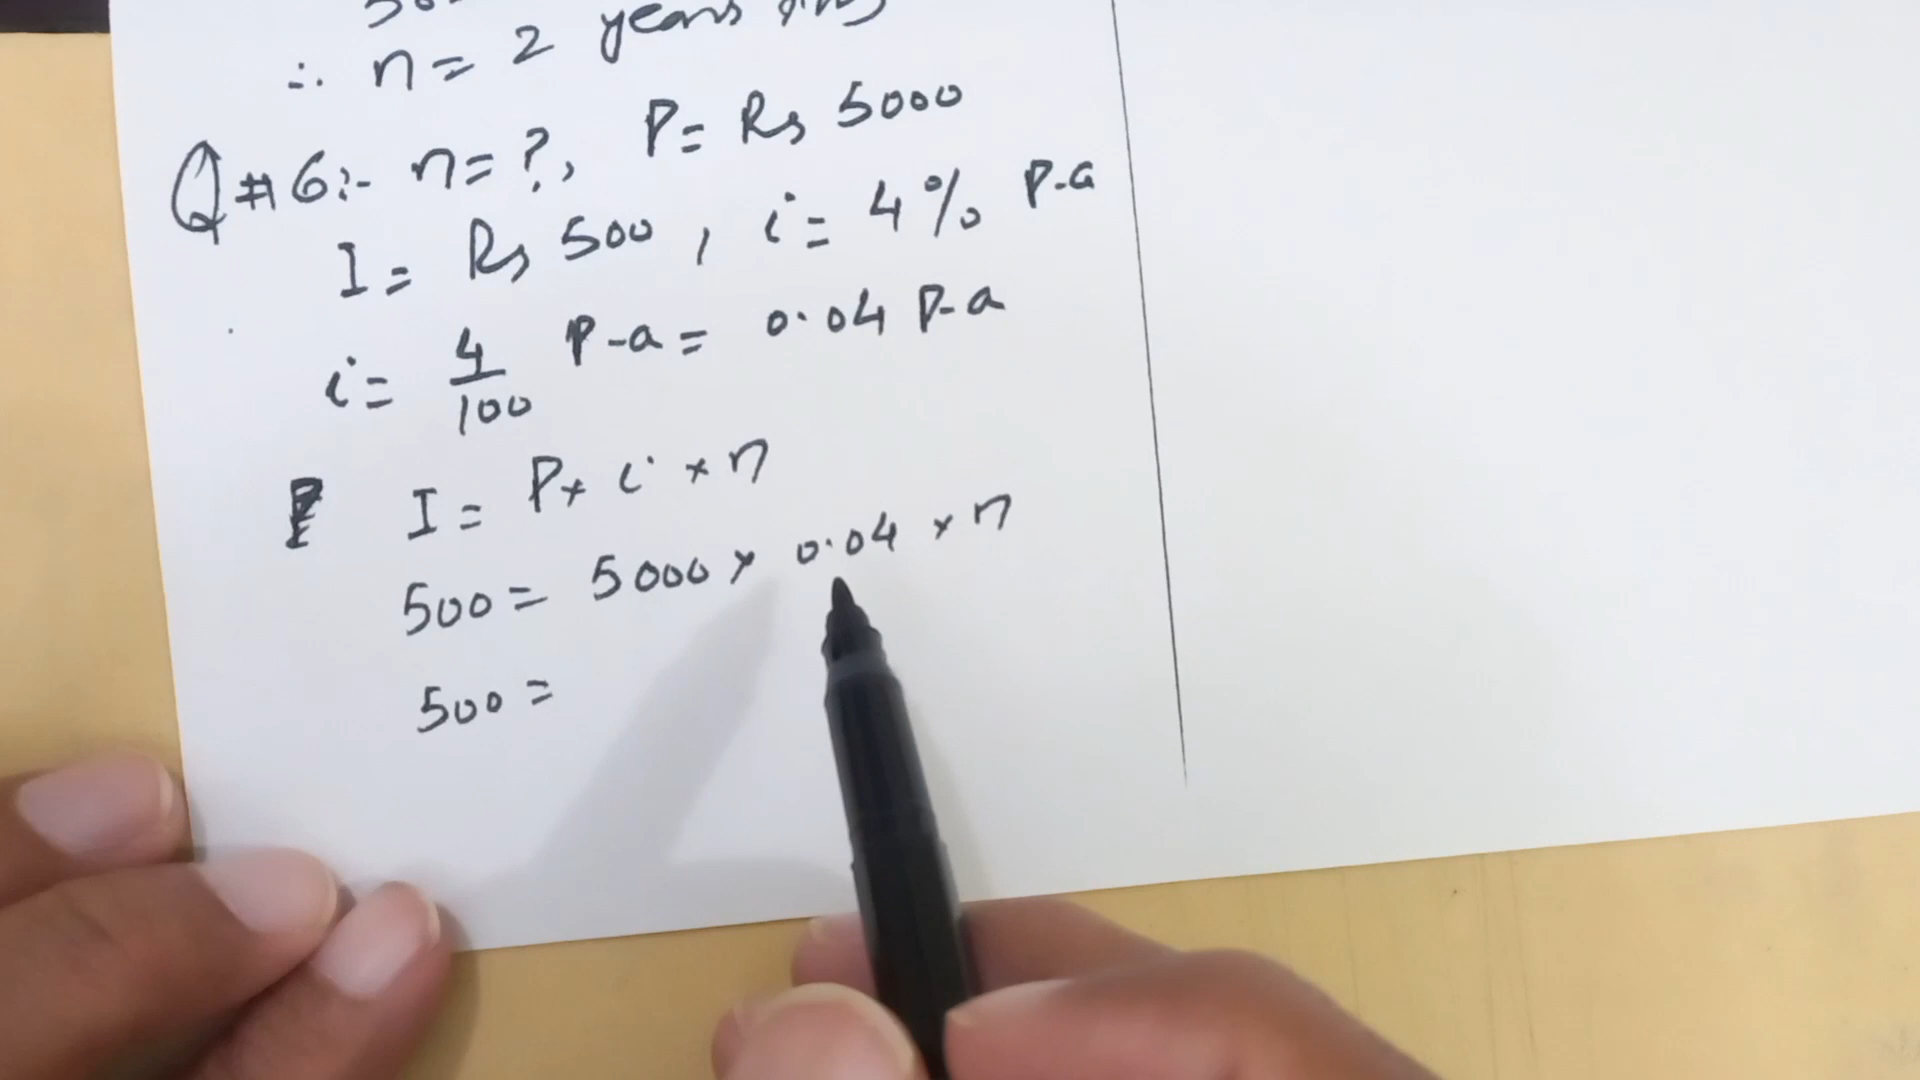 ∴ n = 2 years
Q#6:- n = ?, P = Rs 5000
I = Rs 500, i = 4% P-a
i = 4/100 P-a = 0.04 P-a
I = P × i × n
500 = 5000 × 0.04 × n
500 =